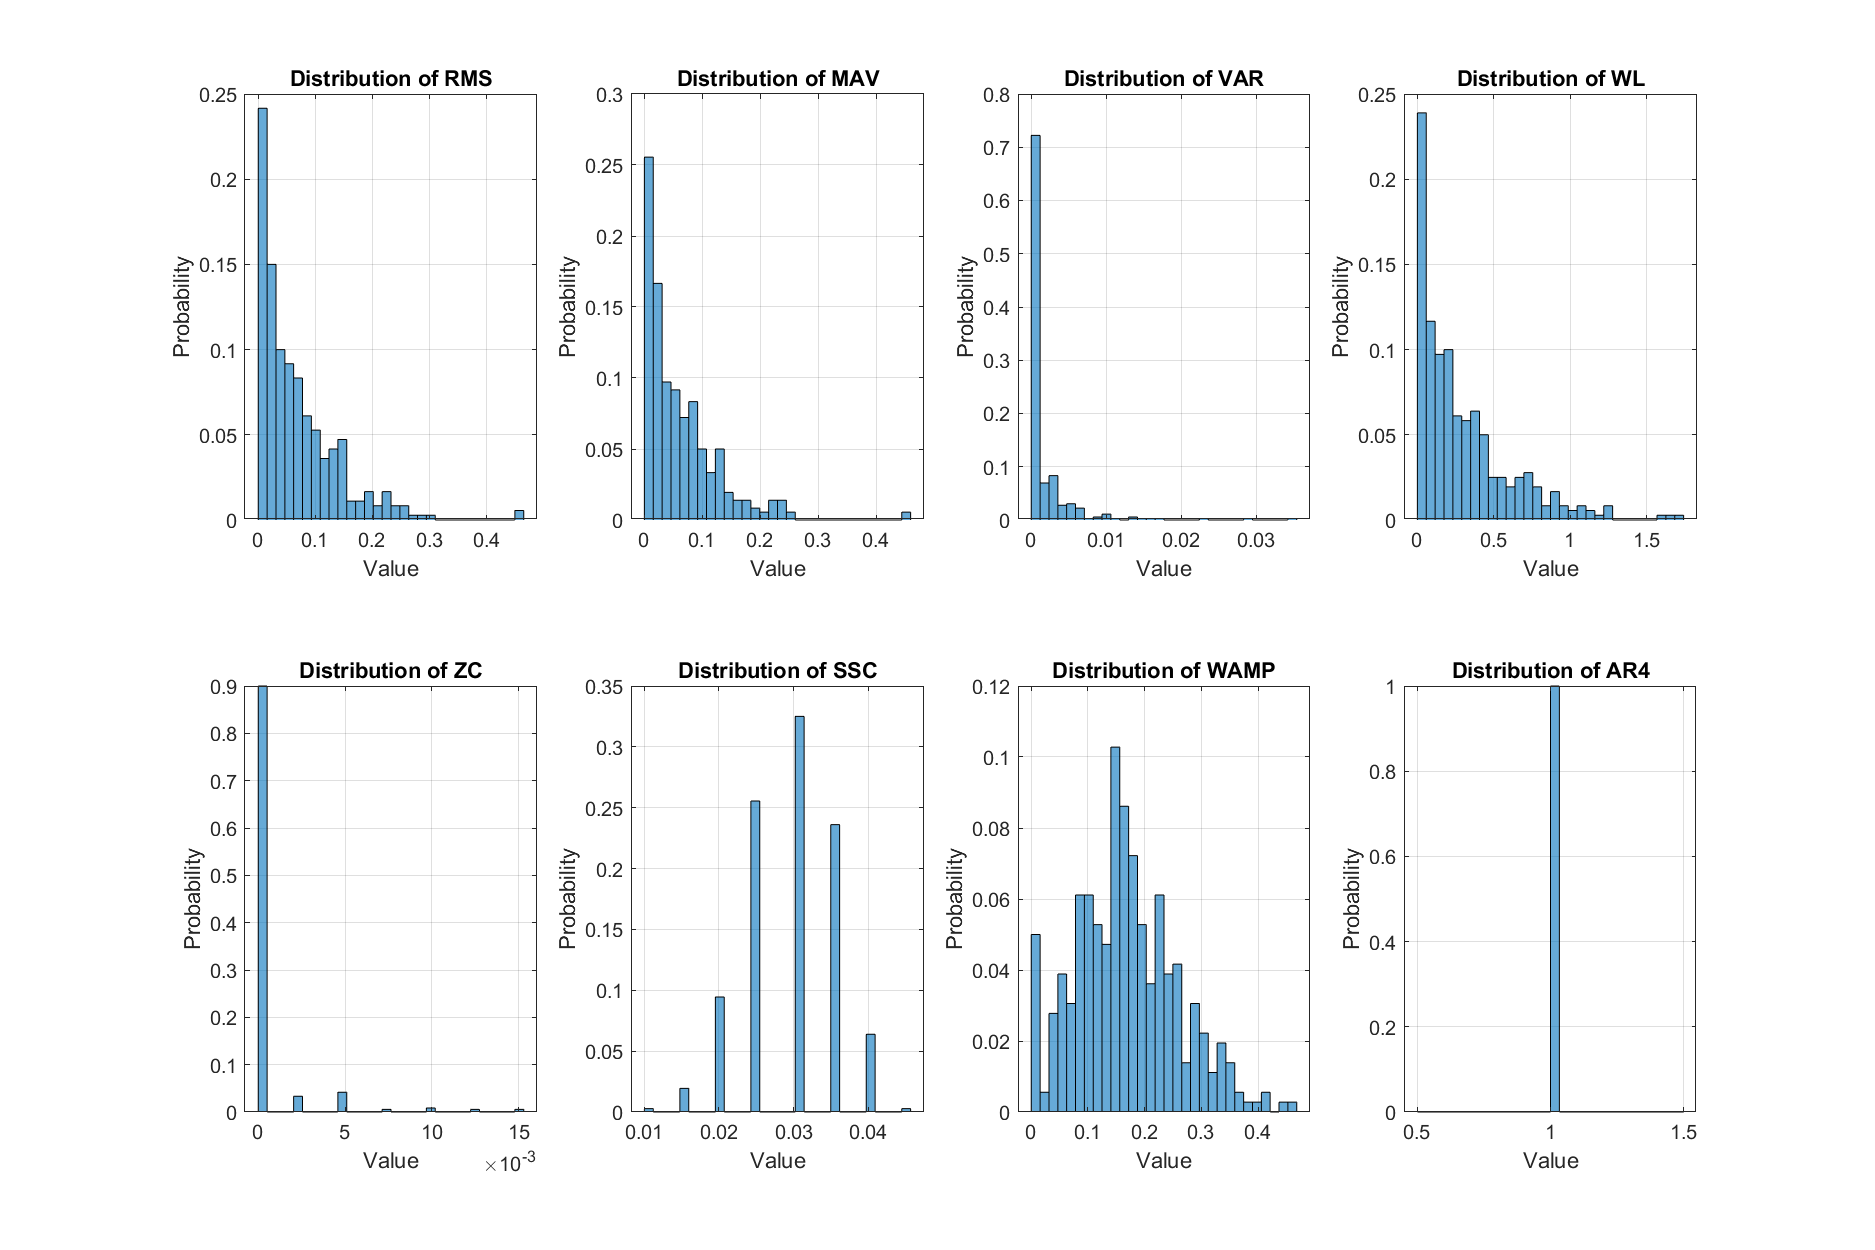 Distribution of RMS
0.25
0.2
0.15
0.1
0.05
0
Probability
0 0.1 0.2 0.3 0.4
Value
Distribution of MAV
0.3
0.25
0.2
0.15
0.1
0.05
0
Probability
0 0.1 0.2 0.3 0.4
Value
Distribution of VAR
0.8
0.7
0.6
0.5
0.4
0.3
0.2
0.1
0
Probability
0 0.01 0.02 0.03
Value
Distribution of WL
0.25
0.2
0.15
0.1
0.05
0
Probability
0 0.5 1 1.5
Value
Distribution of ZC
0.9
0.8
0.7
0.6
0.5
0.4
0.3
0.2
0.1
0
Probability
0 5 10 15
Value
×10⁻³
Distribution of SSC
0.35
0.3
0.25
0.2
0.15
0.1
0.05
0
Probability
0.01 0.02 0.03 0.04
Value
Distribution of WAMP
0.12
0.1
0.08
0.06
0.04
0.02
0
Probability
0 0.1 0.2 0.3 0.4
Value
Distribution of AR4
1
0.8
0.6
0.4
0.2
0
Probability
0.5 1 1.5
Value